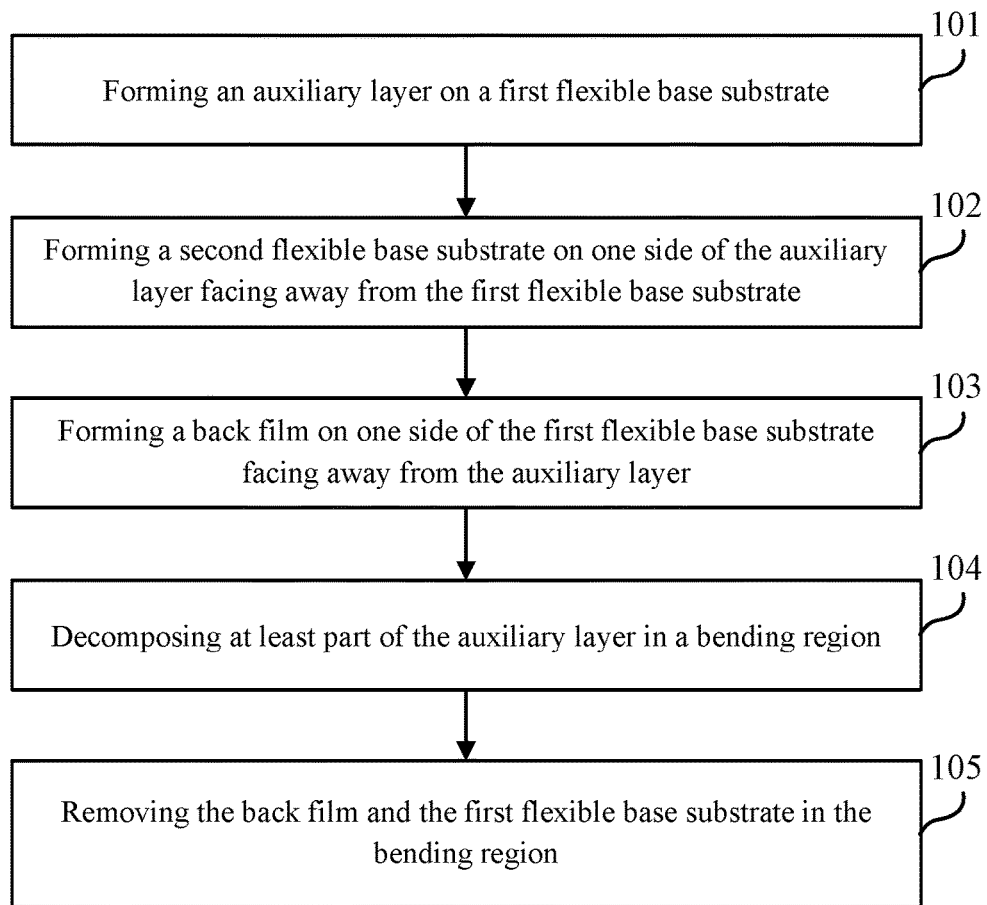 101
Forming an auxiliary layer on a first flexible base substrate
102
Forming a second flexible base substrate on one side of the auxiliary
layer facing away from the first flexible base substrate
103
Forming a back film on one side of the first flexible base substrate
facing away from the auxiliary layer
104
Decomposing at least part of the auxiliary layer in a bending region
105
Removing the back film and the first flexible base substrate in the
bending region